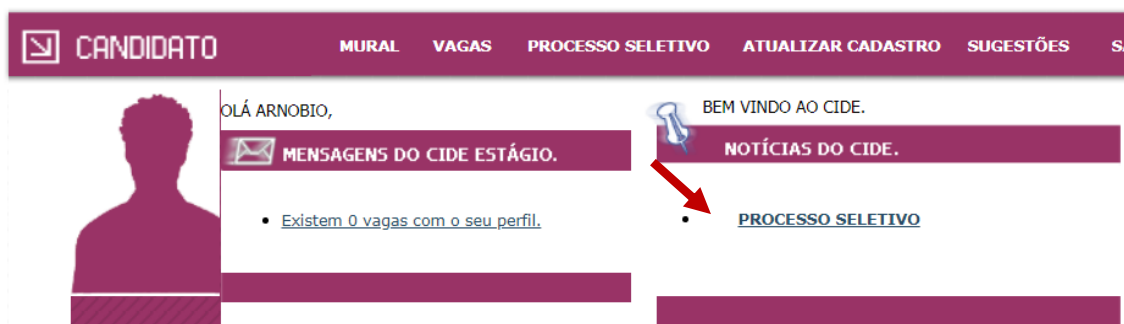 CANDIDATO
MURAL VAGAS PROCESSO SELETIVO ATUALIZAR CADASTRO SUGESTÕES
OLÁ ARNOBIO,
MENSAGENS DO CIDE ESTÁGIO.
Existem 0 vagas com o seu perfil.
BEM VINDO AO CIDE.
NOTÍCIAS DO CIDE.
PROCESSO SELETIVO